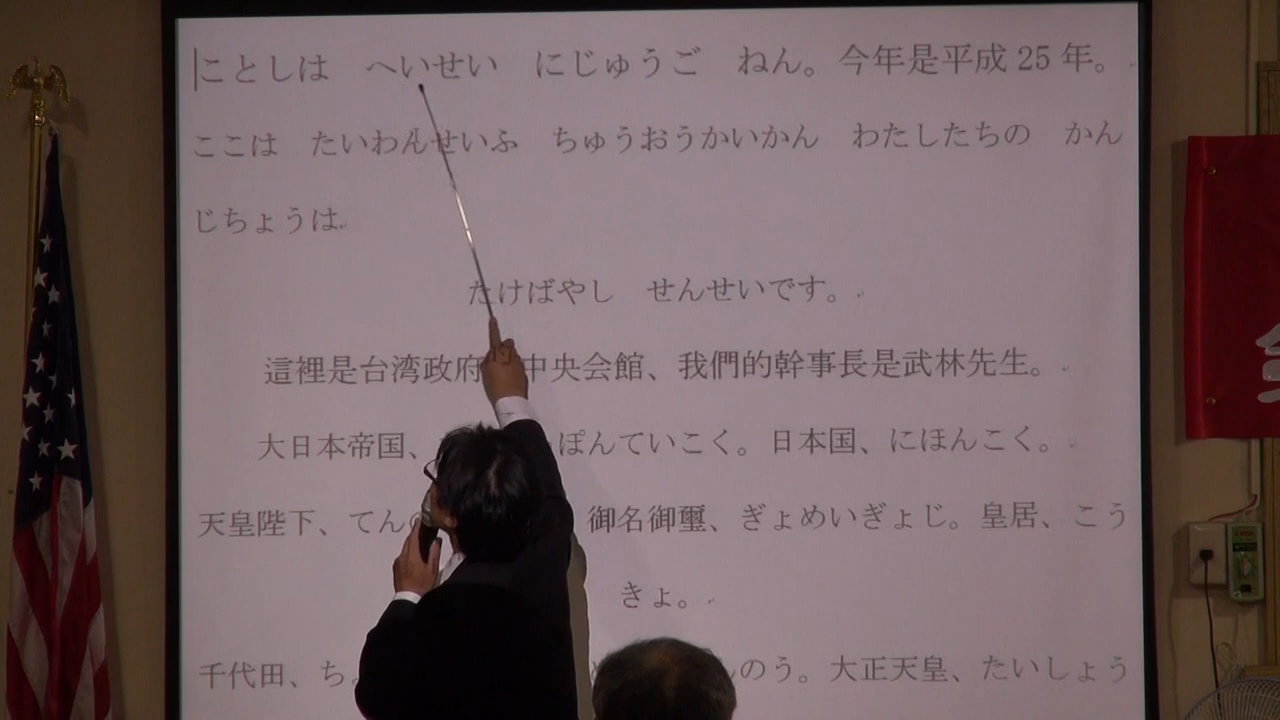 ことしは　へいせい　にじゅうご　ねん。今年是平成 25 年。
ここは　たいわんせいふ　ちゅうおうかいかん　わたしたちの　かん
じちょうは
たけばやし　せんせいです。
這裡是台湾政府 中央会館、我們的幹事長是武林先生。
大日本帝国、 ぽんていこく。日本国、にほんこく。
天皇陛下、てん 御名御璽、ぎょめいぎょじ。皇居、こう
きょ。
千代田、ち のう。大正天皇、たいしょう